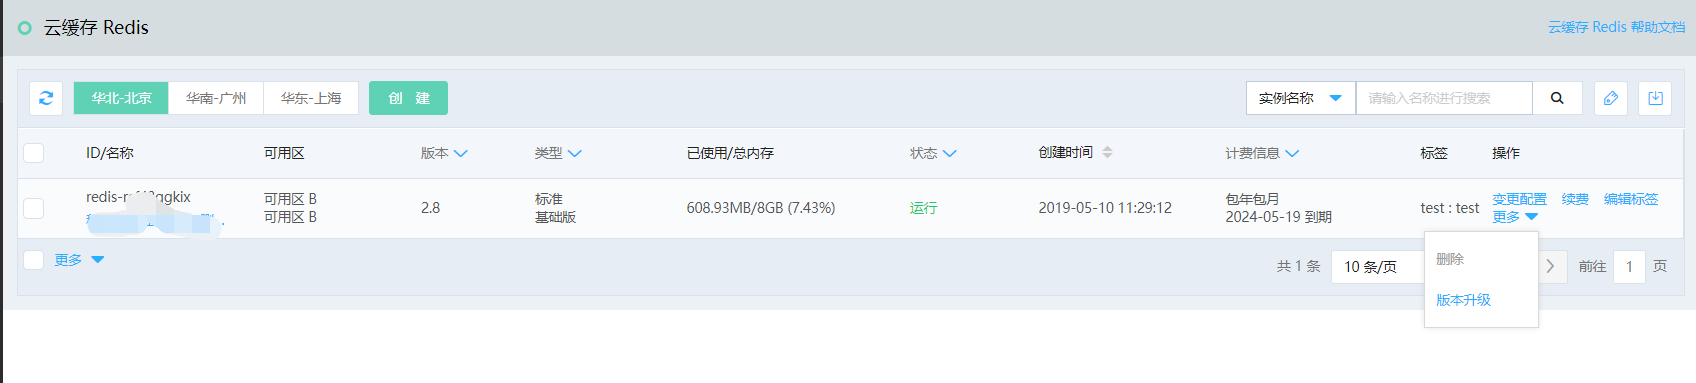 云缓存 Redis
云缓存 Redis 帮助文档
华北-北京 华南-广州 华东-上海 创 建
实例名称 请输入名称进行搜索
ID/名称 可用区 版本 类型 已使用/总内存 状态 创建时间 计费信息 标签 操作
可用区 B 标准 包年包月 变更配置 续费 编辑标签
2.8 608.93MB/8GB (7.43%) 运行 2019-05-10 11:29:12 test : test
可用区 B 基础版 2024-05-19 到期 更多
更多
共 1 条 10 条/页 前往 1 页
删除
版本升级